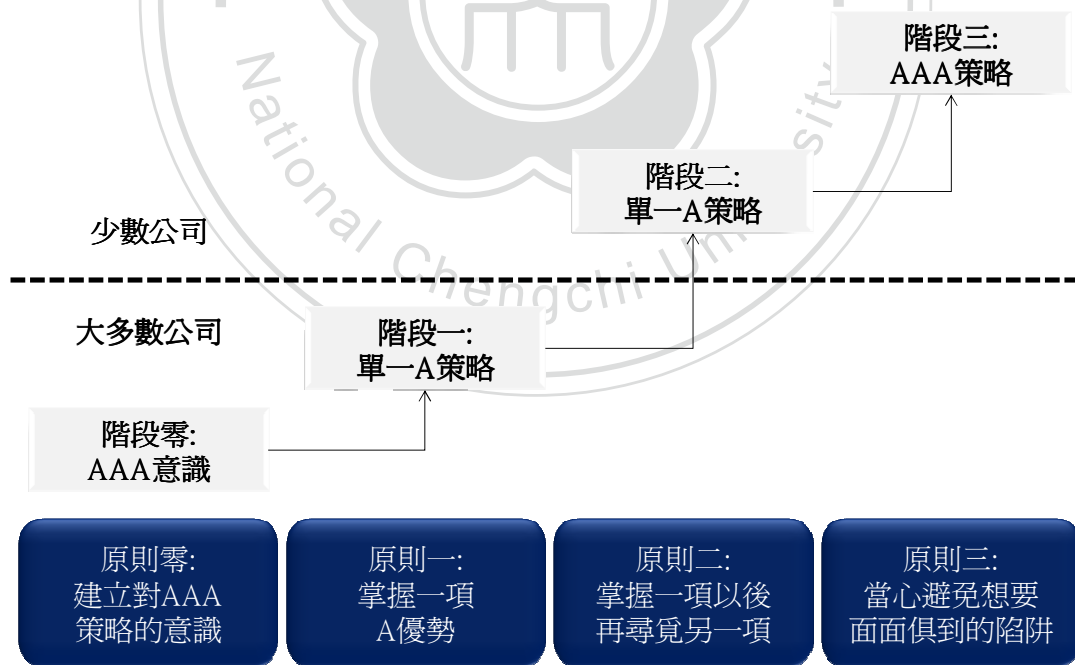 階段三:
AAA策略
階段二:
單一A策略
少數公司
大多數公司
階段一:
單一A策略
階段零:
AAA意識
原則零:
建立對AAA
策略的意識
原則一:
掌握一項
A優勢
原則二:
掌握一項以後
再尋覓另一項
原則三:
當心避免想要
面面俱到的陷阱
National Chengchi University